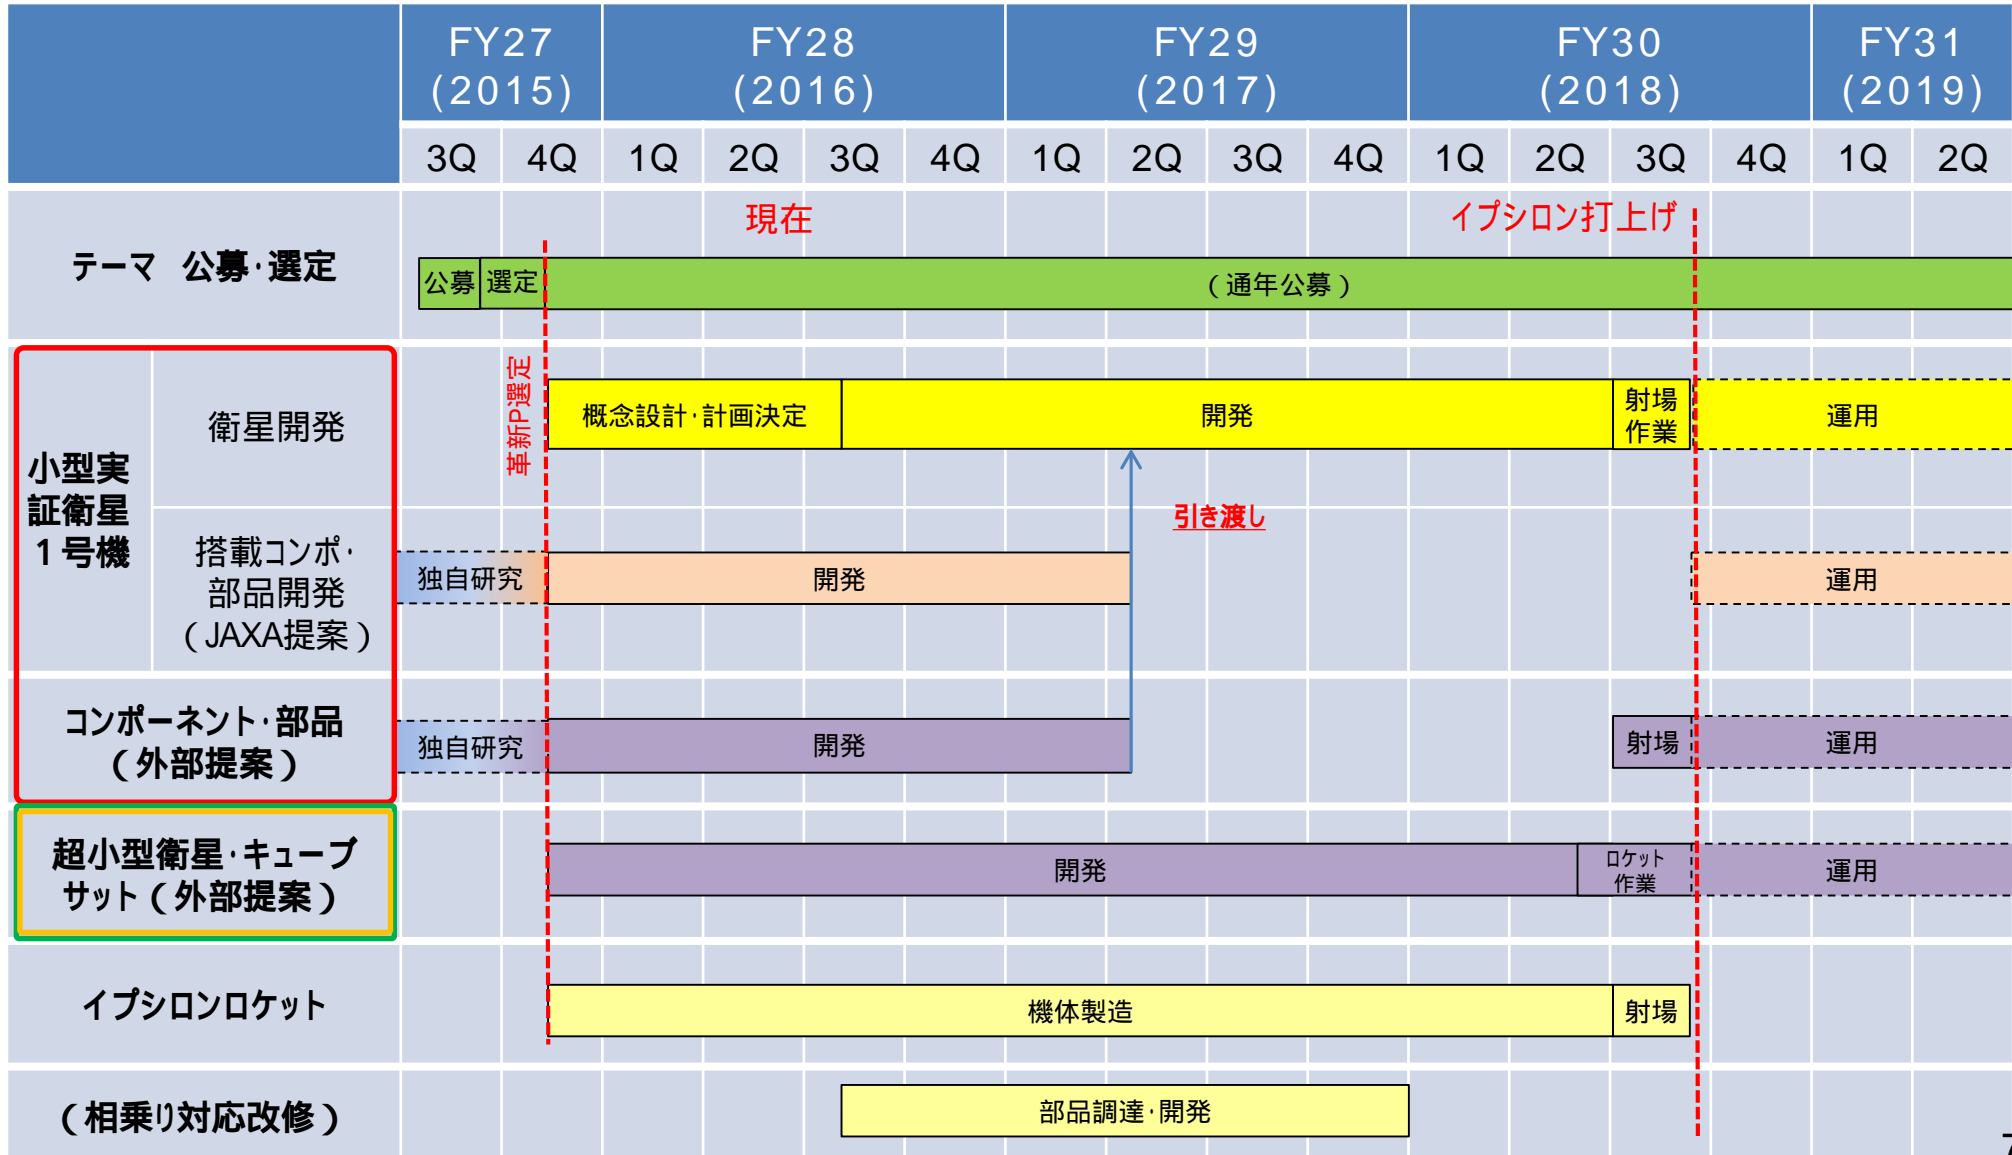 FY27
(2015)
FY28
(2016)
FY29
(2017)
FY30
(2018)
FY31
(2019)
3Q 4Q 1Q 2Q 3Q 4Q 1Q 2Q 3Q 4Q 1Q 2Q 3Q 4Q 1Q 2Q
現在
イプシロン打上げ
テーマ 公募・選定
公募 選定 (通年公募)
革新P選定
小型実
証衛星
1号機
衛星開発
概念設計・計画決定 開発
射場
作業
運用
引き渡し
搭載コンポ・
部品開発
(JAXA提案)
独自研究 開発 運用
コンポーネント・部品
(外部提案)
独自研究 開発 射場 運用
超小型衛星・キューブ
サット(外部提案)
開発
ロケット
作業
運用
イプシロンロケット
機体製造 射場
(相乗り対応改修)
部品調達・開発
7